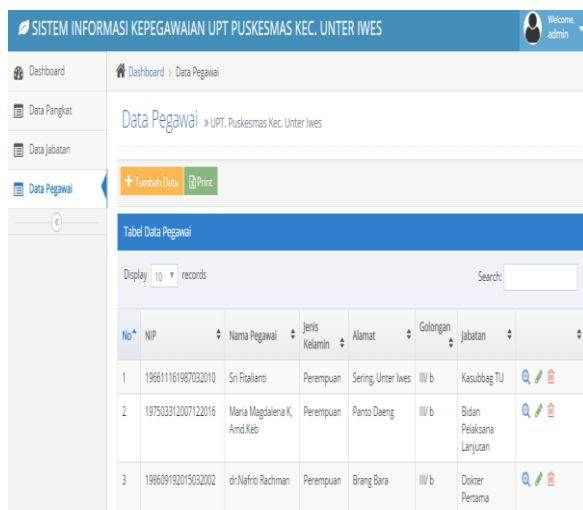 SISTEM INFORMASI KEPEGAWAIAN UPT PUSKESMAS KEC. UNTER IWES
Welcome,
admin
Dashboard
Data Pangkat
Data Jabatan
Data Pegawai
Dashboard > Data Pegawai
Data Pegawai » UPT. Puskesmas Kec. Unter Iwes
+ Tambah Data Print
Tabel Data Pegawai
Display 10 records Search:
No NIP Nama Pegawai Jenis Kelamin Alamat Golongan Jabatan
1 196611161987032010 Sri Fitalianti Perempuan Sering, Unter Iwes III/ b Kasubbag TU
2 197503312007122016 Maria Magdalena K, Amd.Keb Perempuan Panto Daeng III/ b Bidan Pelaksana Lanjutan
3 198609192015032002 dr.Nafriti Rachman Perempuan Brang Bara III/ b Dokter Pertama